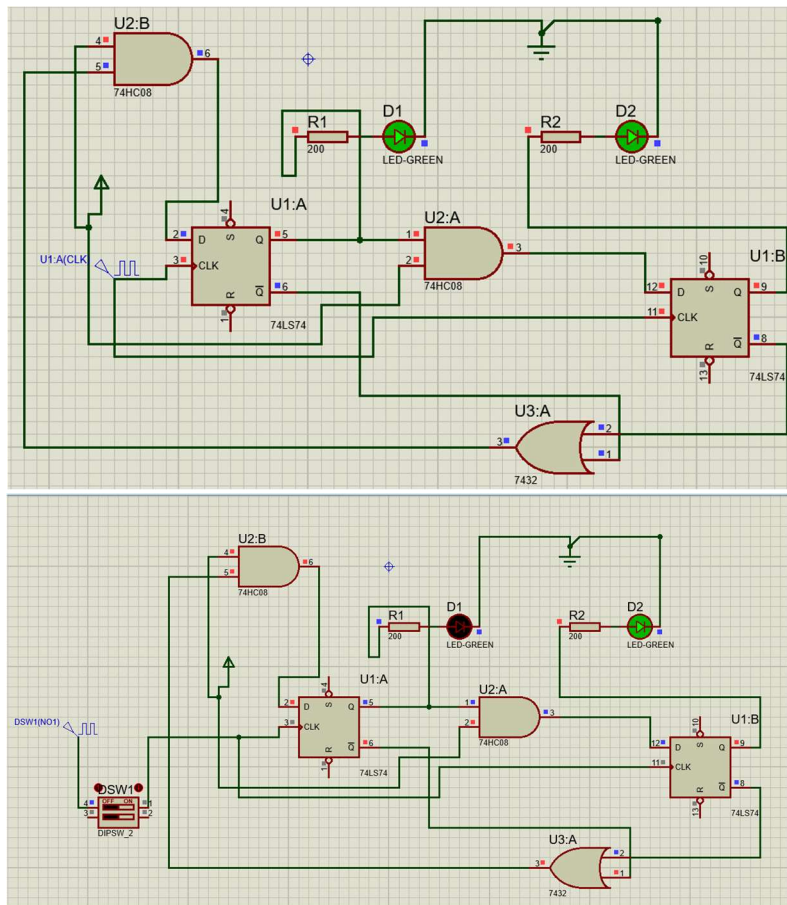 U2:B
4
5
6
74HC08
R1
200
D1
LED-GREEN
R2
200
D2
LED-GREEN
U1:A
4
2 D S Q 5
U1:A(CLK
3 CLK
Q 6
R
1
74LS74
U2:A
1
2
3
74HC08
U1:B
10
12 D S Q 9
11 CLK
Q 8
R
13
74LS74
U3:A
3
2
1
7432
U2:B
4
5
6
74HC08
R1
200
D1
LED-GREEN
R2
200
D2
LED-GREEN
U1:A
4
2 D S Q 5
3 CLK
Q 6
R
1
74LS74
U2:A
1
2
3
74HC08
DSW1(NO1)
DSW1
OFF ON
4 1
3 2
DIPSW_2
U1:B
10
12 D S Q 9
11 CLK
Q 8
R
13
74LS74
U3:A
3
2
1
7432